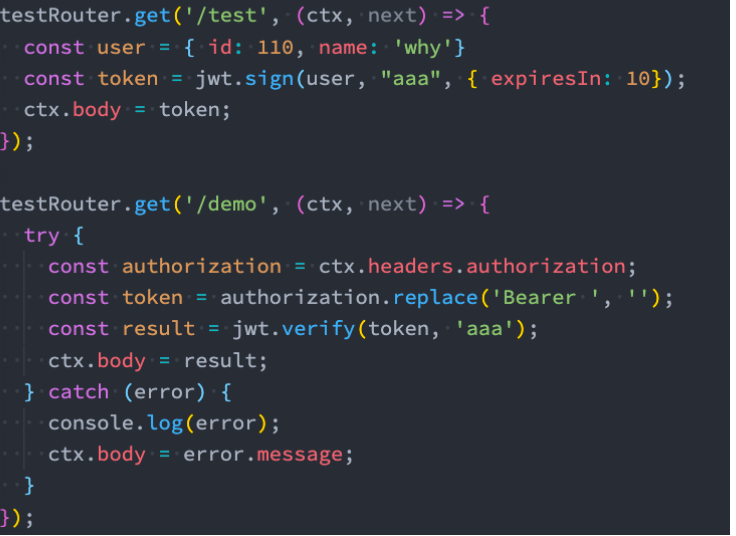 testRouter.get('/test', (ctx, next) => {
  const user = { id: 110, name: 'why'}
  const token = jwt.sign(user, "aaa", { expiresIn: 10});
  ctx.body = token;
});

testRouter.get('/demo', (ctx, next) => {
  try {
    const authorization = ctx.headers.authorization;
    const token = authorization.replace('Bearer ', '');
    const result = jwt.verify(token, 'aaa');
    ctx.body = result;
  } catch (error) {
    console.log(error);
    ctx.body = error.message;
  }
});